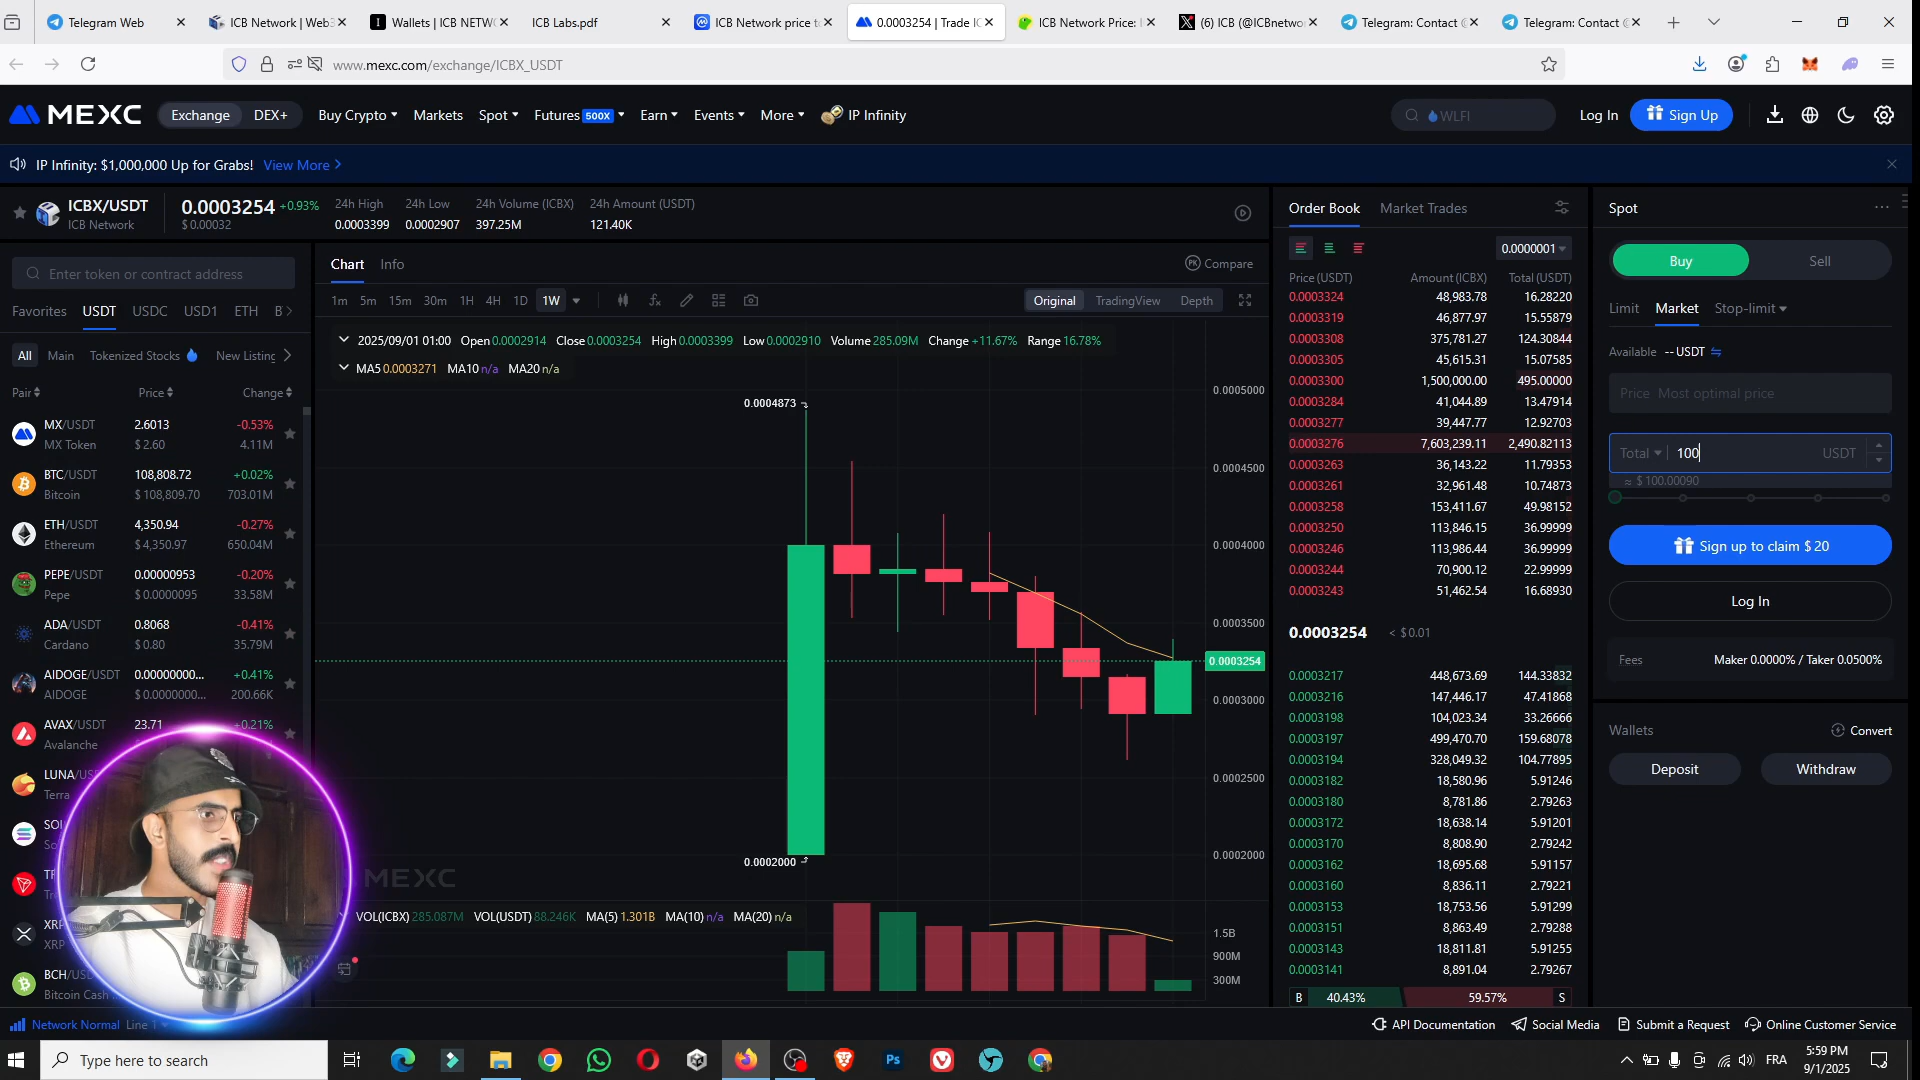 Telegram Web
ICB Network | Web3
Wallets | ICB NETW
ICB Labs.pdf
ICB Network price to
0.0003254 | Trade IC
ICB Network Price: I
(6) ICB (@ICBnetwo
Telegram: Contact @
Telegram: Contact @
www.mexc.com/exchange/ICBX_USDT
MEXC
Exchange DEX+ Buy Crypto Markets Spot Futures 500X Earn Events More IP Infinity
WLFI
Log In
Sign Up
IP Infinity: $1,000,000 Up for Grabs! View More >
ICBX/USDT
ICB Network
0.0003254 +0.93%
$ 0.00032
24h High
0.0003399
24h Low
0.0002907
24h Volume (ICBX)
397.25M
24h Amount (USDT)
121.40K
Enter token or contract address
Favorites USDT USDC USD1 ETH B
All Main Tokenized Stocks New Listing
Pair Price Change
MX/USDT 2.6013 -0.53%
MX Token $ 2.60 4.11M
BTC/USDT 108,808.72 +0.02%
Bitcoin $ 108,809.70 703.01M
ETH/USDT 4,350.94 -0.27%
Ethereum $ 4,350.97 650.04M
PEPE/USDT 0.00000953 -0.20%
Pepe $ 0.0000095 33.58M
ADA/USDT 0.8068 -0.41%
Cardano $ 0.80 35.79M
AIDOGE/USDT 0.0000000... +0.41%
AIDOGE $ 0.0000000... 200.66K
AVAX/USDT 23.71 +0.21%
Avalanche
LUNA/US
Terra
SO
So
XR
XRP
BCH/USD
Bitcoin Cash
Chart Info
Compare
1m 5m 15m 30m 1H 4H 1D 1W
Original TradingView Depth
2025/09/01 01:00 Open 0.0002914 Close 0.0003254 High 0.0003399 Low 0.0002910 Volume 285.09M Change +11.67% Range 16.78%
MA5 0.0003271 MA10 n/a MA20 n/a
0.0004873
0.0002000
0.0005000
0.0004500
0.0004000
0.0003500
0.0003254
0.0003000
0.0002500
0.0002000
MEXC
VOL(ICBX) 285.087M VOL(USDT) 88.246K MA(5) 1.301B MA(10) n/a MA(20) n/a
1.5B
900M
300M
Order Book Market Trades
0.0000001
Price (USDT) Amount (ICBX) Total (USDT)
0.0003324 48,983.78 16.28220
0.0003319 46,877.97 15.55879
0.0003308 375,781.27 124.30844
0.0003305 45,615.31 15.07585
0.0003300 1,500,000.00 495.00000
0.0003284 41,044.89 13.47914
0.0003277 39,447.77 12.92703
0.0003276 7,603,239.11 2,490.82113
0.0003263 36,143.22 11.79353
0.0003261 32,961.48 10.74873
0.0003258 153,411.67 49.98152
0.0003250 113,846.15 36.99999
0.0003246 113,986.44 36.99999
0.0003244 70,900.12 22.99999
0.0003243 51,462.54 16.68930
0.0003254 < $ 0.01
0.0003217 448,673.69 144.33832
0.0003216 147,446.17 47.41868
0.0003198 104,023.34 33.26666
0.0003197 499,470.70 159.68078
0.0003194 328,049.32 104.77895
0.0003182 18,580.96 5.91246
0.0003180 8,781.86 2.79263
0.0003172 18,638.14 5.91201
0.0003170 8,808.90 2.79242
0.0003162 18,695.68 5.91157
0.0003160 8,836.11 2.79221
0.0003153 18,753.56 5.91299
0.0003151 8,863.49 2.79288
0.0003143 18,811.81 5.91255
0.0003141 8,891.04 2.79267
B 40.43% 59.57% S
Spot
Buy Sell
Limit Market Stop-limit
Available -- USDT
Price Most optimal price
Total 100 USDT
≈ $ 100.00090
Sign up to claim $ 20
Log In
Fees Maker 0.0000% / Taker 0.0500%
Wallets Convert
Deposit Withdraw
Network Normal Line 1
API Documentation Social Media Submit a Request Online Customer Service
Type here to search
FRA
5:59 PM
9/1/2025